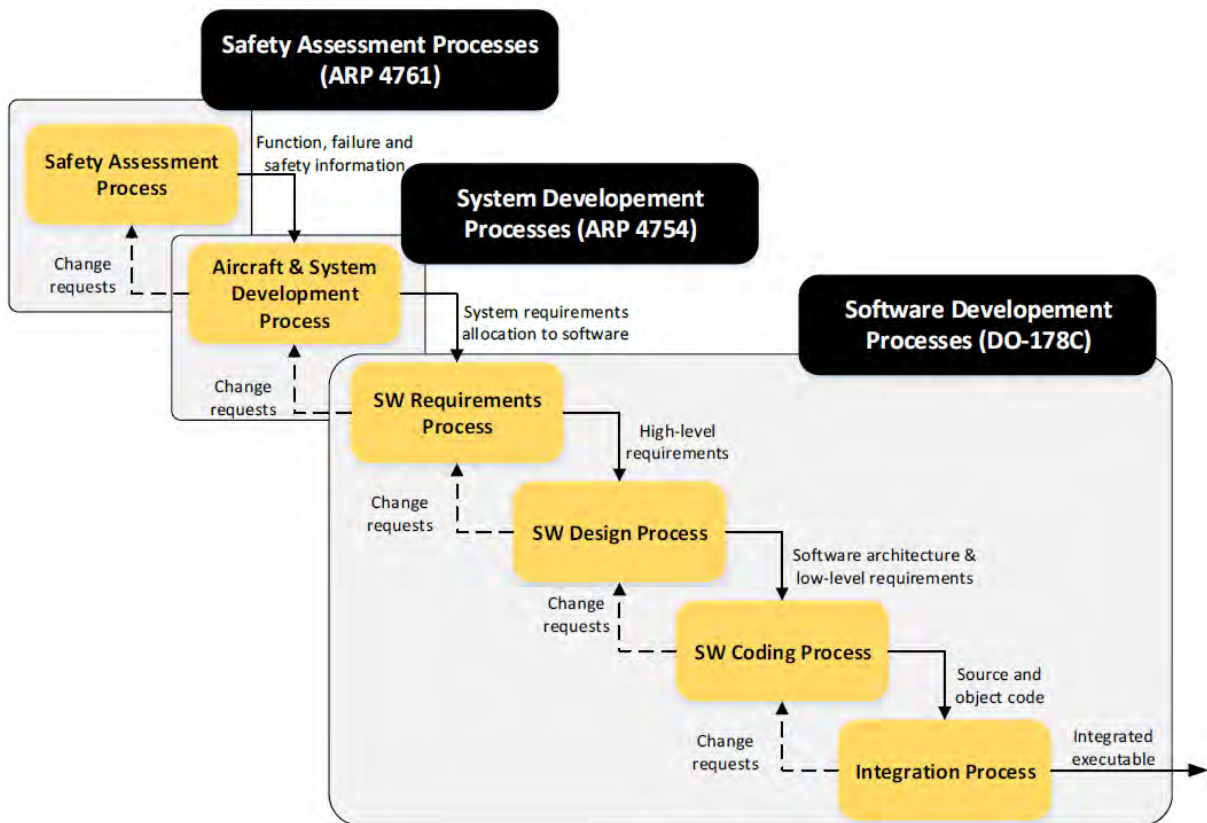 Safety Assessment Processes
(ARP 4761)
Safety Assessment
Process
Function, failure and
safety information
System Developement
Processes (ARP 4754)
Change
requests
Aircraft & System
Development
Process
System requirements
allocation to software
Software Developement
Processes (DO-178C)
Change
requests
SW Requirements
Process
High-level
requirements
Change
requests
SW Design Process
Software architecture &
low-level requirements
Change
requests
SW Coding Process
Source and
object code
Change
requests
Integration Process
Integrated
executable